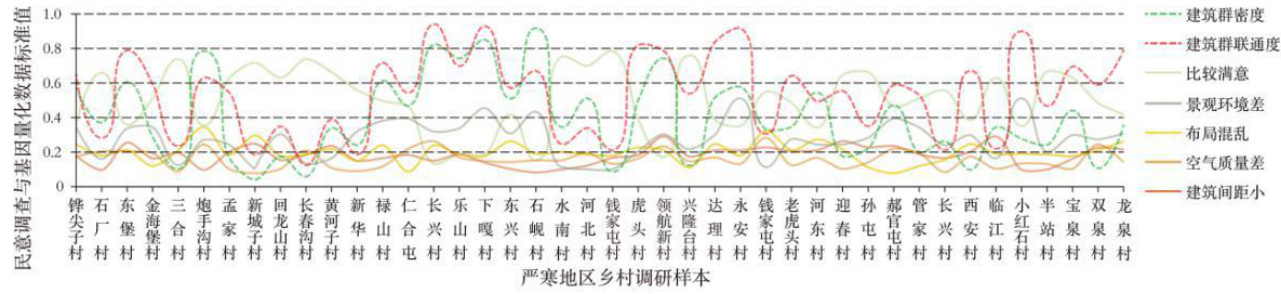 民意调查与基因量化数据标准值
1.0
0.8
0.6
0.4
0.2
0
铧尖子村
石厂村
东堡村
金海堡村
三合村
炮手沟村
孟家村
新城子村
回龙山村
长春沟村
黄河子村
新华村
禄山村
仁合屯
长兴村
乐山村
下嘎村
东兴村
石岘村
水南村
河北村
钱家屯村
虎头村
领航新村
兴隆台村
达理村
永安村
钱家屯村
老虎头村
河东村
迎春村
孙屯村
郝官屯村
管家村
长兴村
西安村
临江村
小红石村
半站村
宝泉村
双泉村
龙泉村
严寒地区乡村调研样本
建筑群密度
建筑群联通度
比较满意
景观环境差
布局混乱
空气质量差
建筑间距小